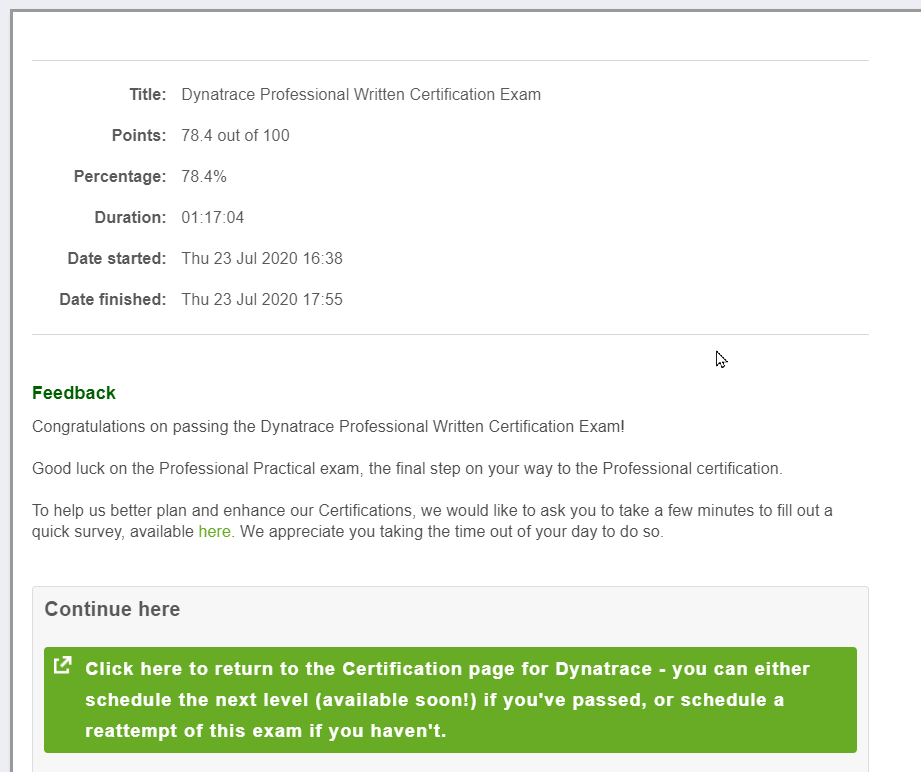 Title: Dynatrace Professional Written Certification Exam
Points: 78.4 out of 100
Percentage: 78.4%
Duration: 01:17:04
Date started: Thu 23 Jul 2020 16:38
Date finished: Thu 23 Jul 2020 17:55
Feedback
Congratulations on passing the Dynatrace Professional Written Certification Exam!
Good luck on the Professional Practical exam, the final step on your way to the Professional certification.
To help us better plan and enhance our Certifications, we would like to ask you to take a few minutes to fill out a
quick survey, available here. We appreciate you taking the time out of your day to do so.
Continue here
Click here to return to the Certification page for Dynatrace - you can either
schedule the next level (available soon!) if you've passed, or schedule a
reattempt of this exam if you haven't.